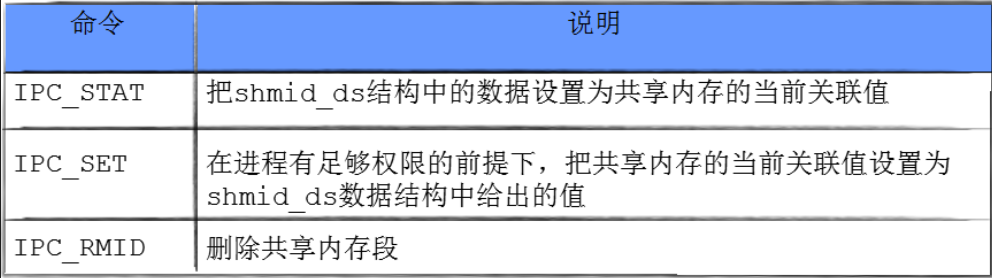 命令 说明
IPC_STAT 把shmid_ds结构中的数据设置为共享内存的当前关联值
IPC_SET 在进程有足够权限的前提下，把共享内存的当前关联值设置为
shmid_ds数据结构中给出的值
IPC_RMID 删除共享内存段